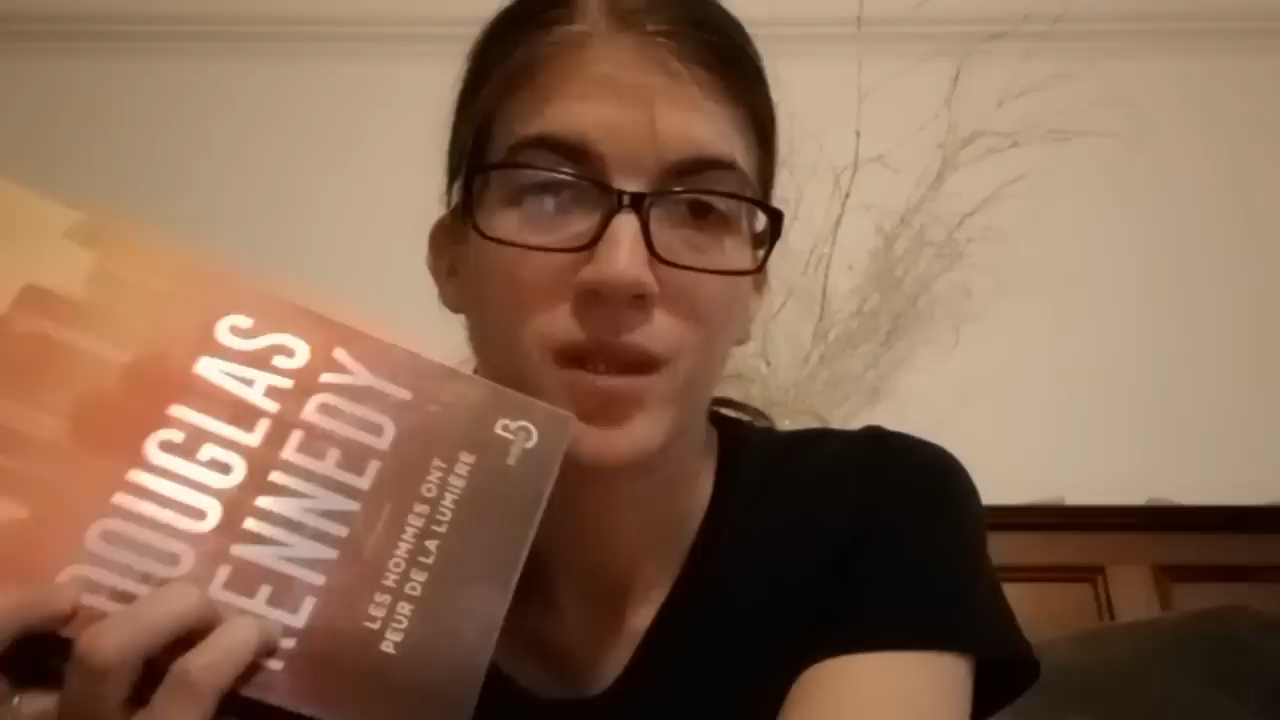 DOUGLAS
KENNEDY
LES HOMMES ONT
PEUR DE LA LUMIÈRE
B